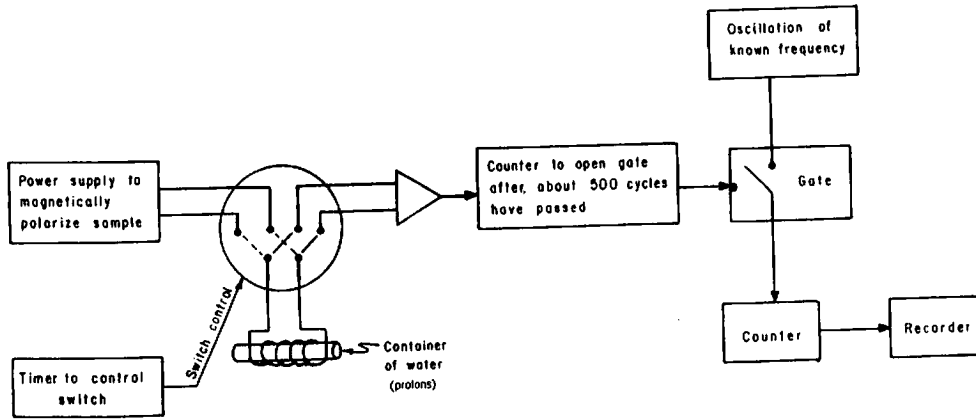 Oscillation of
known frequency
Power supply to
magnetically
polarize sample
Counter to open gate
after, about 500 cycles
have passed
Gate
Switch control
Container
of water
(protons)
Counter
Recorder
Timer to control
switch